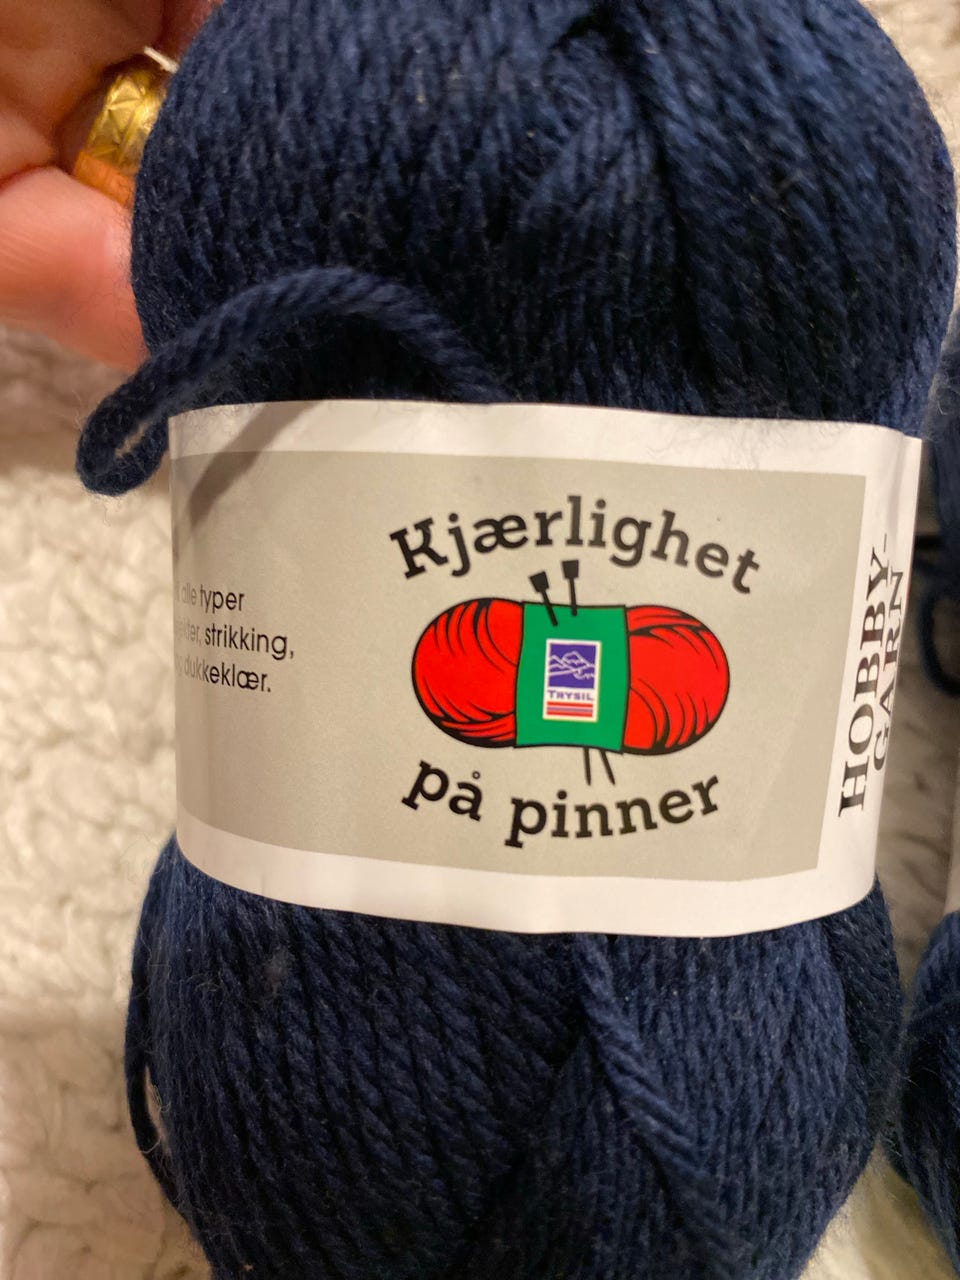 alle typer
strikking,
dukkeklær.
Kjærlighet
TRYSIL
på pinner
HOBBY-
GARN